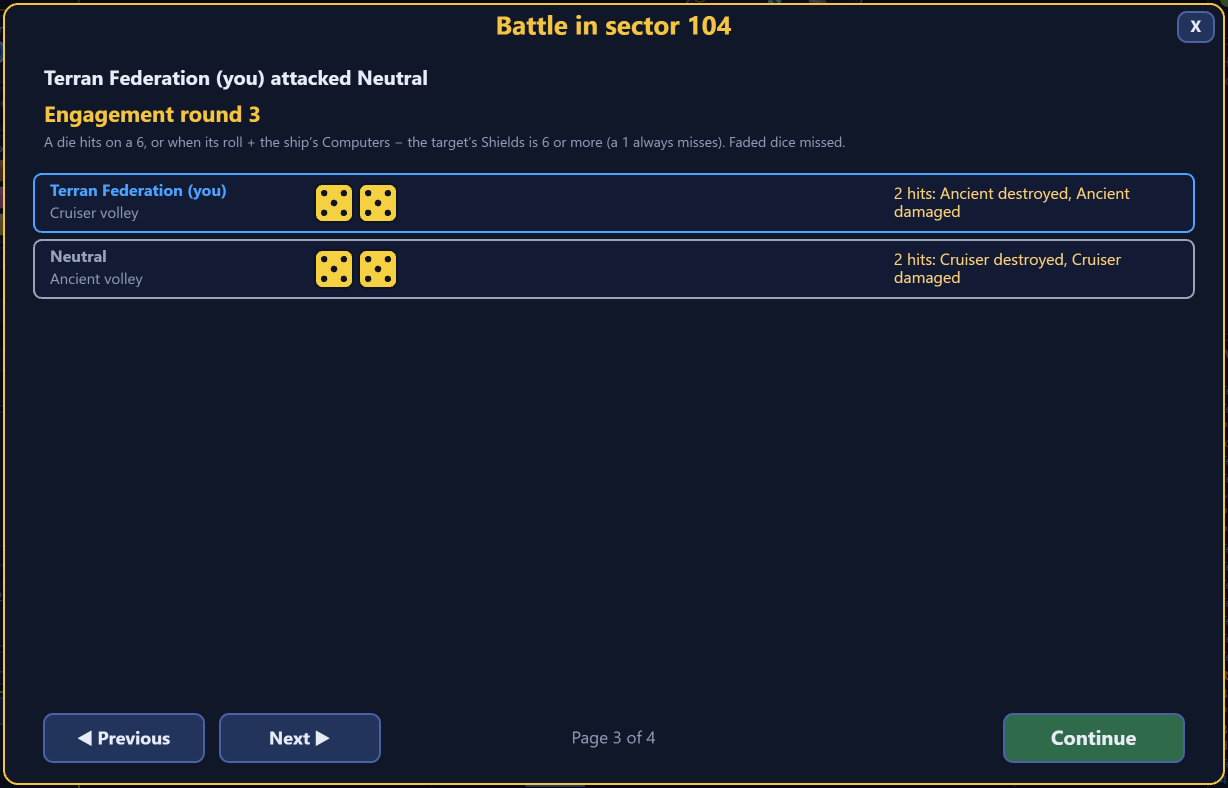 Battle in sector 104
X
Terran Federation (you) attacked Neutral
Engagement round 3
A die hits on a 6, or when its roll + the ship's Computers − the target's Shields is 6 or more (a 1 always misses). Faded dice missed.
Terran Federation (you)
Cruiser volley
2 hits: Ancient destroyed, Ancient
damaged
Neutral
Ancient volley
2 hits: Cruiser destroyed, Cruiser
damaged
◀ Previous
Next ▶
Page 3 of 4
Continue